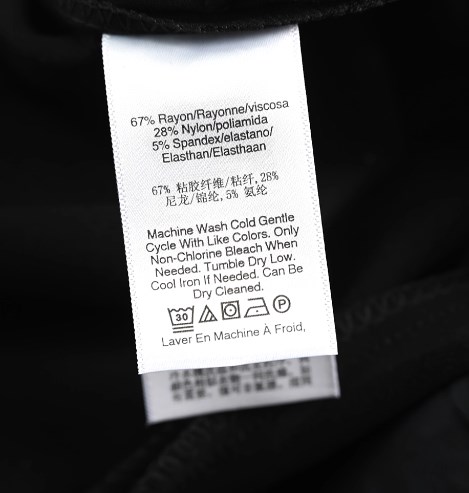 67% Rayon/Rayonne/viscosa
28% Nylon/poliamida
5% Spandex/elastano/
Elasthan/Elasthaan
67% 粘胶纤维/粘纤,28%
尼龙/锦纶,5% 氨纶
Machine Wash Cold Gentle
Cycle With Like Colors. Only
Non-Chlorine Bleach When
Needed. Tumble Dry Low.
Cool Iron If Needed. Can Be
Dry Cleaned.
30 P
Laver En Machine À Froid,